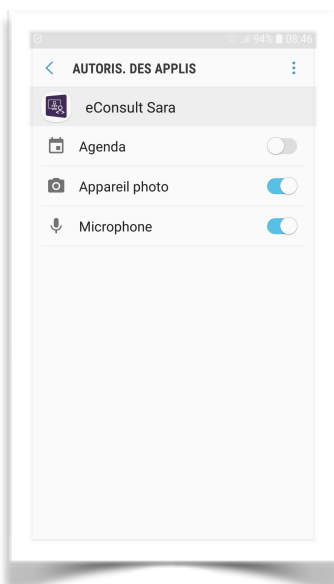 94% 08:46
AUTORIS. DES APPLIS
eConsult Sara
Agenda
Appareil photo
Microphone